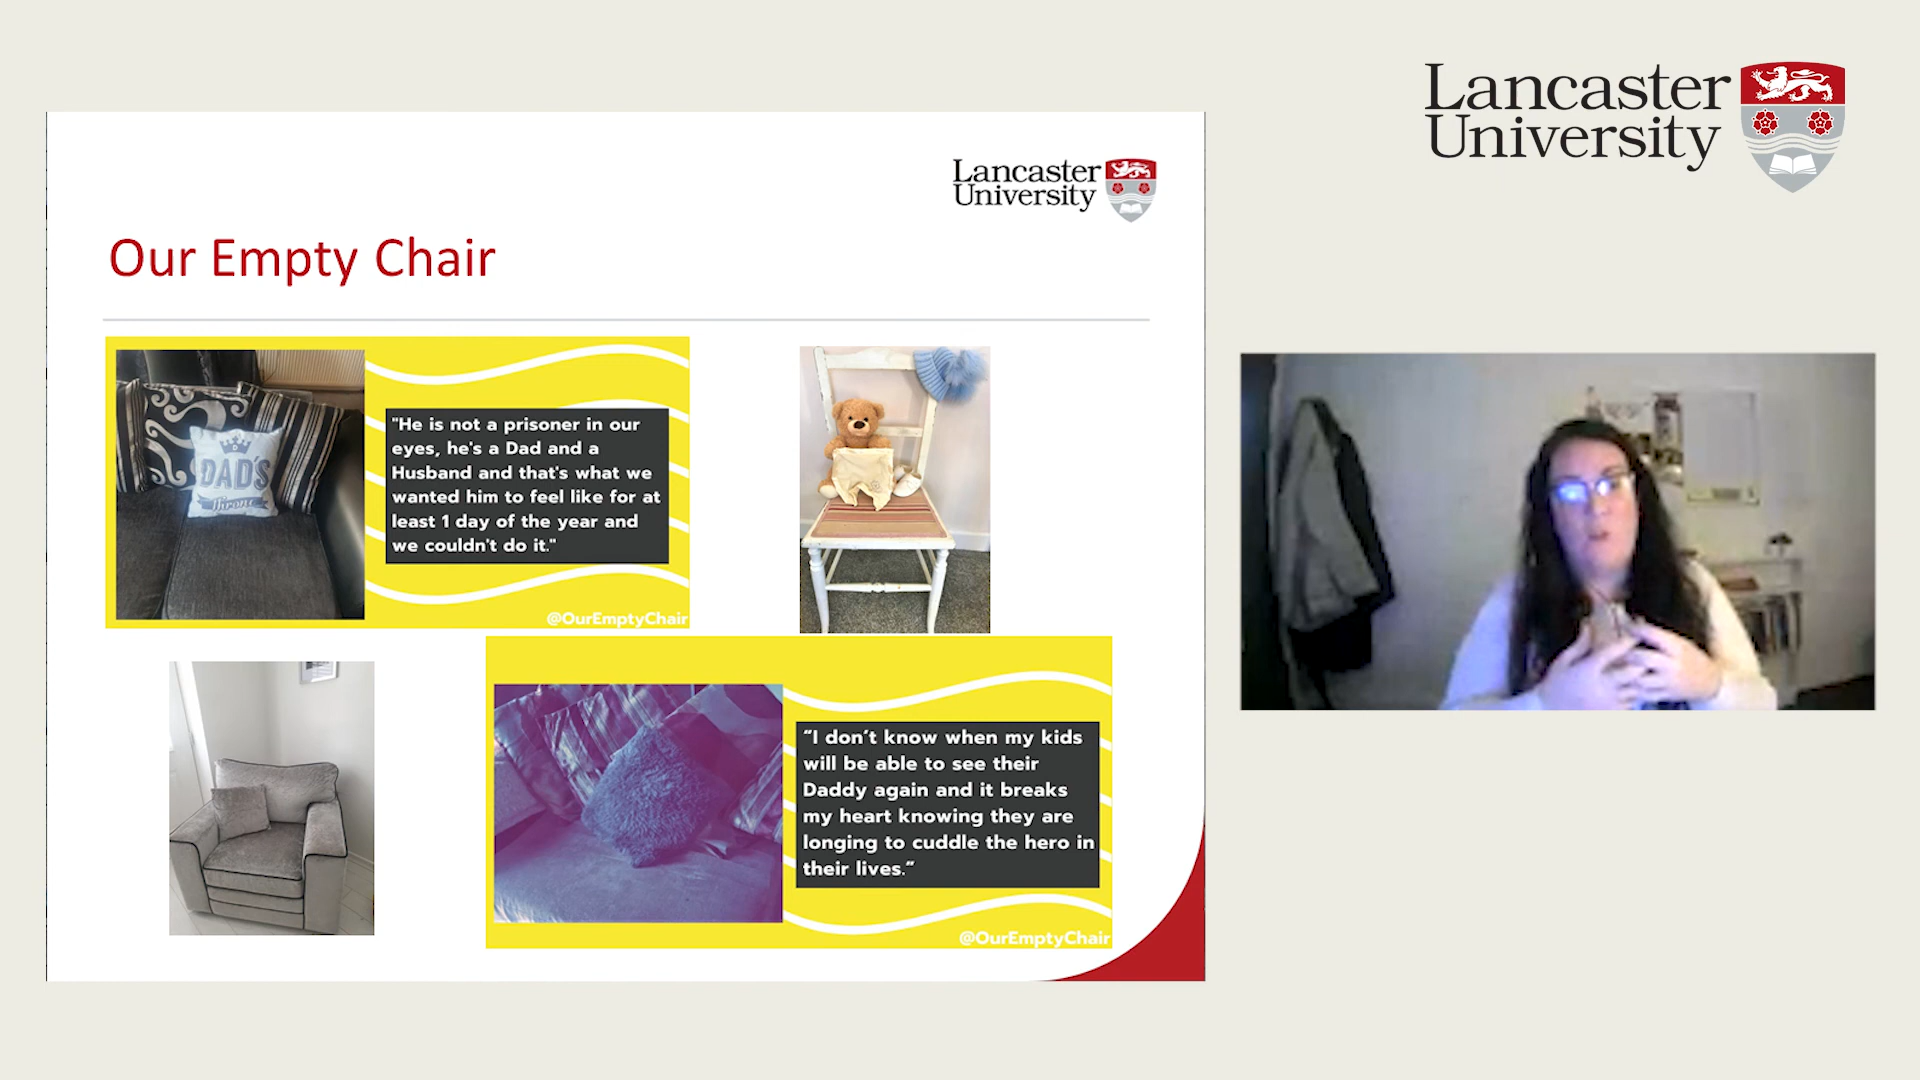 Lancaster
University
Lancaster
University
Our Empty Chair
DAD'S
throne
"He is not a prisoner in our
eyes, he's a Dad and a
Husband and that's what we
wanted him to feel like for at
least 1 day of the year and
we couldn't do it."
@OurEmptyChair
“I don’t know when my kids
will be able to see their
Daddy again and it breaks
my heart knowing they are
longing to cuddle the hero in
their lives.”
@OurEmptyChair